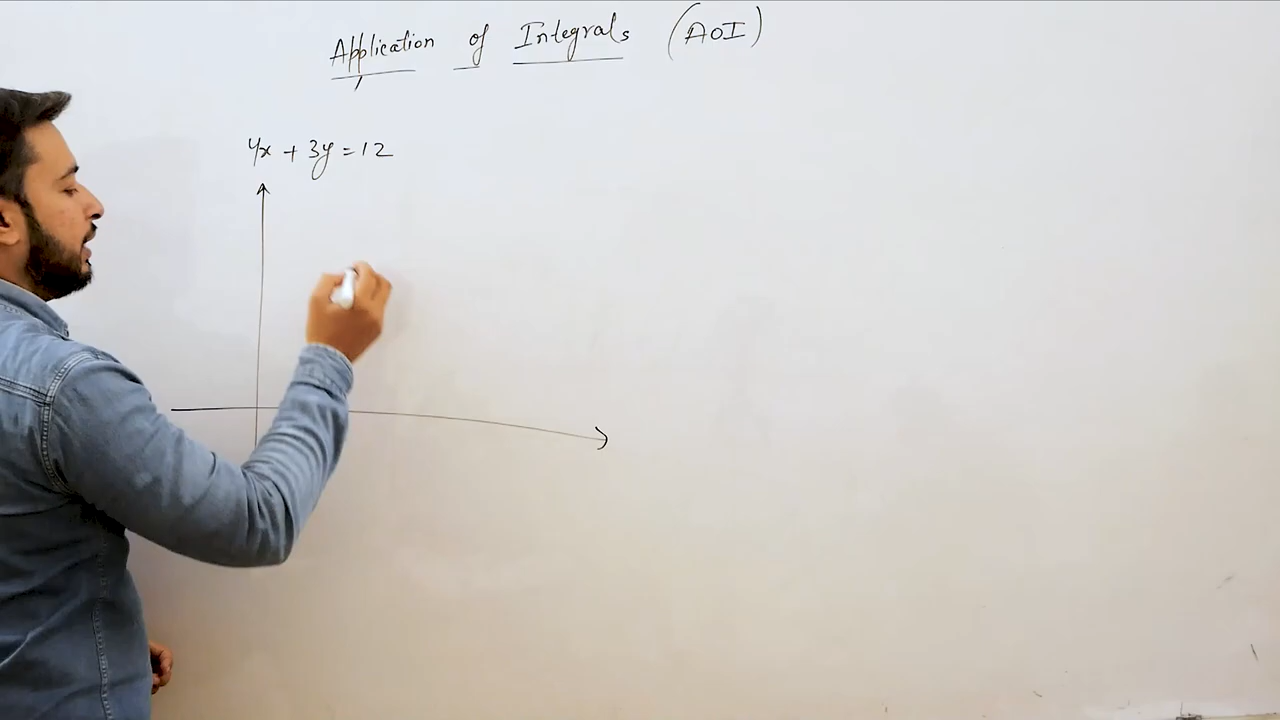 Application of Integrals (AOI)
4x + 3y = 12